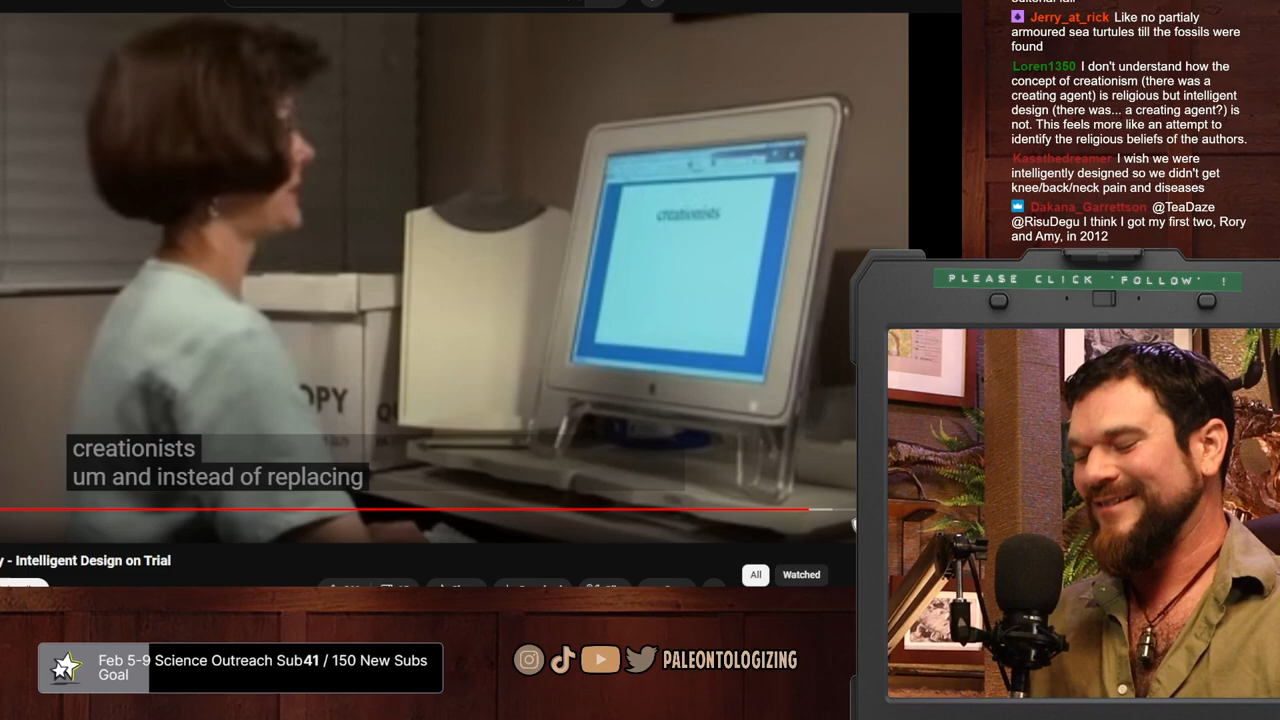 Jerry_at_rick Like no partialy
armoured sea turtules till the fossils were
found
Loren1350 I don't understand how the
concept of creationism (there was a
creating agent) is religious but intelligent
design (there was... a creating agent?) is
not. This feels more like an attempt to
identify the religious beliefs of the authors.
Kassthedreamer I wish we were
intelligently designed so we didn't get
knee/back/neck pain and diseases
Dakana_Garrettson @TeaDaze
@RisuDegu I think I got my first two, Rory
and Amy, in 2012
creationists
OPY
creationists
um and instead of replacing
PLEASE CLICK 'FOLLOW' !
y - Intelligent Design on Trial
All
Watched
Feb 5-9 Science Outreach Sub 41 / 150 New Subs
Goal
PALEONTOLOGIZING